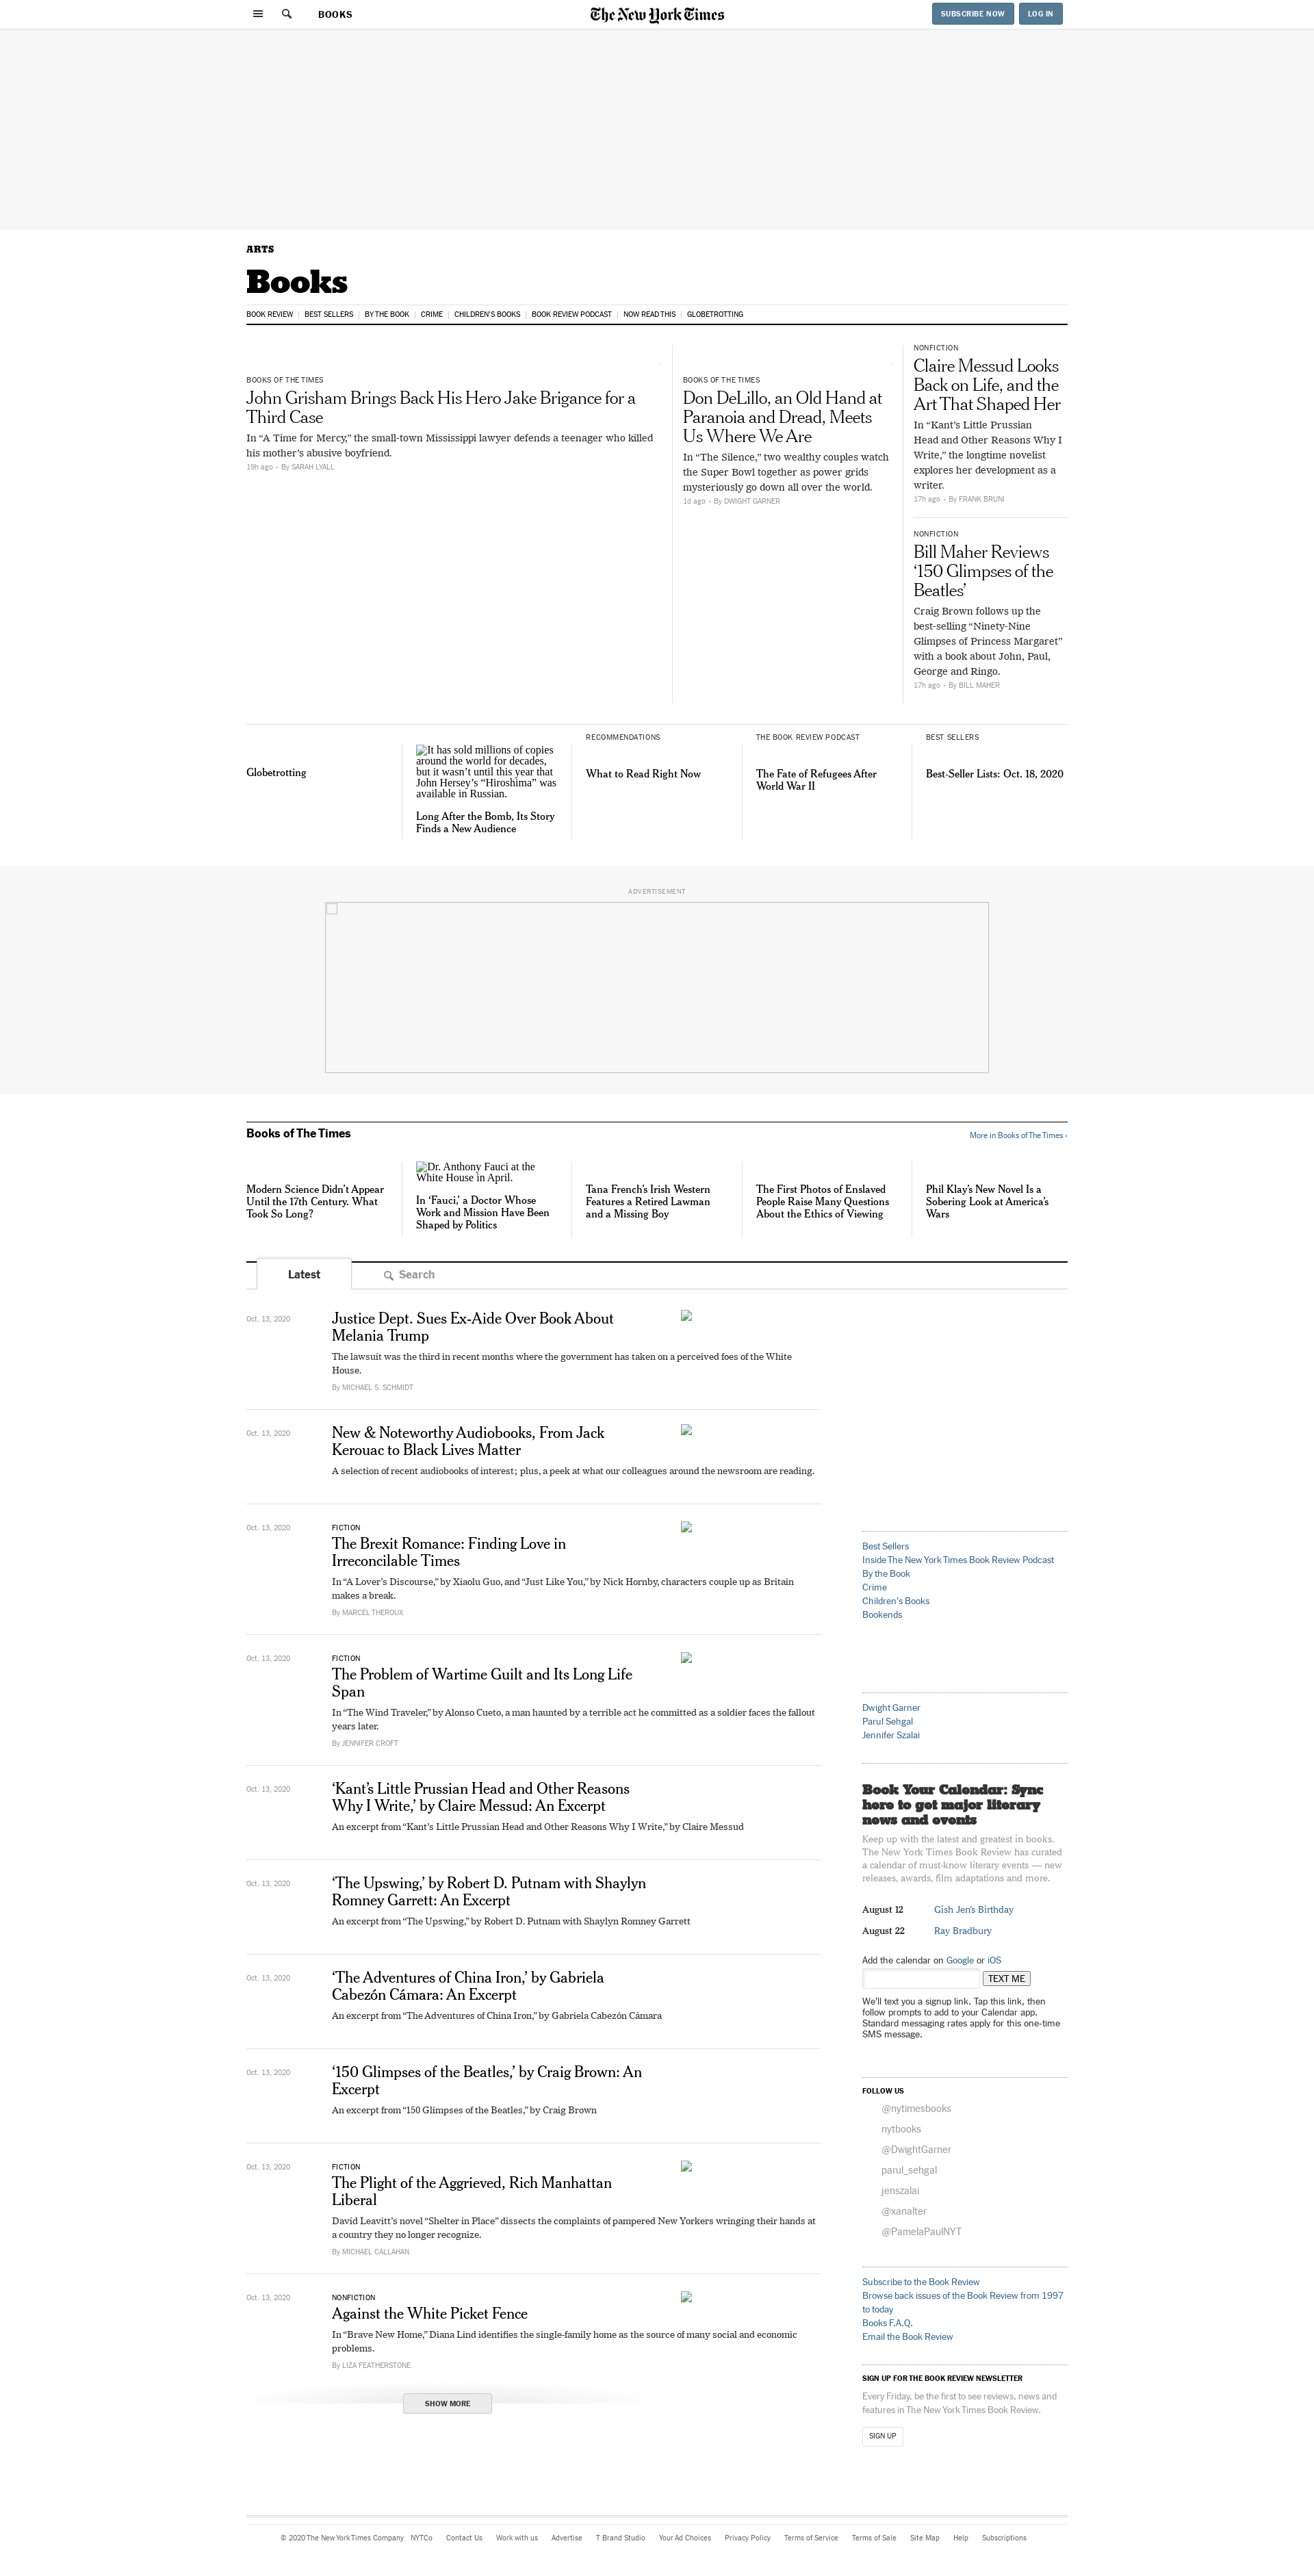 BOOKS
The New York Times
SUBSCRIBE NOW
LOG IN
ARTS
Books
BOOK REVIEW | BEST SELLERS | BY THE BOOK | CRIME | CHILDREN'S BOOKS | BOOK REVIEW PODCAST | NOW READ THIS | GLOBETROTTING
BOOKS OF THE TIMES
John Grisham Brings Back His Hero Jake Brigance for a
Third Case
In “A Time for Mercy,” the small-town Mississippi lawyer defends a teenager who killed
his mother’s abusive boyfriend.
19h ago • By SARAH LYALL
BOOKS OF THE TIMES
Don DeLillo, an Old Hand at
Paranoia and Dread, Meets
Us Where We Are
In “The Silence,” two wealthy couples watch
the Super Bowl together as power grids
mysteriously go down all over the world.
1d ago • By DWIGHT GARNER
NONFICTION
Claire Messud Looks
Back on Life, and the
Art That Shaped Her
In “Kant’s Little Prussian
Head and Other Reasons Why I
Write,” the longtime novelist
explores her development as a
writer.
17h ago • By FRANK BRUNI
NONFICTION
Bill Maher Reviews
‘150 Glimpses of the
Beatles’
Craig Brown follows up the
best-selling “Ninety-Nine
Glimpses of Princess Margaret”
with a book about John, Paul,
George and Ringo.
17h ago • By BILL MAHER
Globetrotting
It has sold millions of copies
around the world for decades,
but it wasn’t until this year that
John Hersey’s “Hiroshima” was
available in Russian.
Long After the Bomb, Its Story
Finds a New Audience
RECOMMENDATIONS
What to Read Right Now
THE BOOK REVIEW PODCAST
The Fate of Refugees After
World War II
BEST SELLERS
Best-Seller Lists: Oct. 18, 2020
ADVERTISEMENT
Books of The Times
More in Books of The Times ›
Modern Science Didn’t Appear
Until the 17th Century. What
Took So Long?
Dr. Anthony Fauci at the
White House in April.
In ‘Fauci,’ a Doctor Whose
Work and Mission Have Been
Shaped by Politics
Tana French’s Irish Western
Features a Retired Lawman
and a Missing Boy
The First Photos of Enslaved
People Raise Many Questions
About the Ethics of Viewing
Phil Klay’s New Novel Is a
Sobering Look at America’s
Wars
Latest
Search
Oct. 13, 2020
Justice Dept. Sues Ex-Aide Over Book About
Melania Trump
The lawsuit was the third in recent months where the government has taken on a perceived foes of the White
House.
By MICHAEL S. SCHMIDT
Oct. 13, 2020
New & Noteworthy Audiobooks, From Jack
Kerouac to Black Lives Matter
A selection of recent audiobooks of interest; plus, a peek at what our colleagues around the newsroom are reading.
Oct. 13, 2020
FICTION
The Brexit Romance: Finding Love in
Irreconcilable Times
In “A Lover’s Discourse,” by Xiaolu Guo, and “Just Like You,” by Nick Hornby, characters couple up as Britain
makes a break.
By MARCEL THEROUX
Oct. 13, 2020
FICTION
The Problem of Wartime Guilt and Its Long Life
Span
In “The Wind Traveler,” by Alonso Cueto, a man haunted by a terrible act he committed as a soldier faces the fallout
years later.
By JENNIFER CROFT
Oct. 13, 2020
‘Kant’s Little Prussian Head and Other Reasons
Why I Write,’ by Claire Messud: An Excerpt
An excerpt from “Kant’s Little Prussian Head and Other Reasons Why I Write,” by Claire Messud
Oct. 13, 2020
‘The Upswing,’ by Robert D. Putnam with Shaylyn
Romney Garrett: An Excerpt
An excerpt from “The Upswing,” by Robert D. Putnam with Shaylyn Romney Garrett
Oct. 13, 2020
‘The Adventures of China Iron,’ by Gabriela
Cabezón Cámara: An Excerpt
An excerpt from “The Adventures of China Iron,” by Gabriela Cabezón Cámara
Oct. 13, 2020
‘150 Glimpses of the Beatles,’ by Craig Brown: An
Excerpt
An excerpt from “150 Glimpses of the Beatles,” by Craig Brown
Oct. 13, 2020
FICTION
The Plight of the Aggrieved, Rich Manhattan
Liberal
David Leavitt’s novel “Shelter in Place” dissects the complaints of pampered New Yorkers wringing their hands at
a country they no longer recognize.
By MICHAEL CALLAHAN
Oct. 13, 2020
NONFICTION
Against the White Picket Fence
In “Brave New Home,” Diana Lind identifies the single-family home as the source of many social and economic
problems.
By LIZA FEATHERSTONE
SHOW MORE
Best Sellers
Inside The New York Times Book Review Podcast
By the Book
Crime
Children’s Books
Bookends
Dwight Garner
Parul Sehgal
Jennifer Szalai
Book Your Calendar: Sync
here to get major literary
news and events
Keep up with the latest and greatest in books.
The New York Times Book Review has curated
a calendar of must-know literary events — new
releases, awards, film adaptations and more.
August 12 Gish Jen’s Birthday
August 22 Ray Bradbury
Add the calendar on Google or iOS
TEXT ME
We’ll text you a signup link. Tap this link, then
follow prompts to add to your Calendar app.
Standard messaging rates apply for this one-time
SMS message.
FOLLOW US
@nytimesbooks
nytbooks
@DwightGarner
parul_sehgal
jenszalai
@xanalter
@PamelaPaulNYT
Subscribe to the Book Review
Browse back issues of the Book Review from 1997
to today
Books F.A.Q.
Email the Book Review
SIGN UP FOR THE BOOK REVIEW NEWSLETTER
Every Friday, be the first to see reviews, news and
features in The New York Times Book Review.
SIGN UP
© 2020 The New York Times Company NYTCo Contact Us Work with us Advertise T Brand Studio Your Ad Choices Privacy Policy Terms of Service Terms of Sale Site Map Help Subscriptions